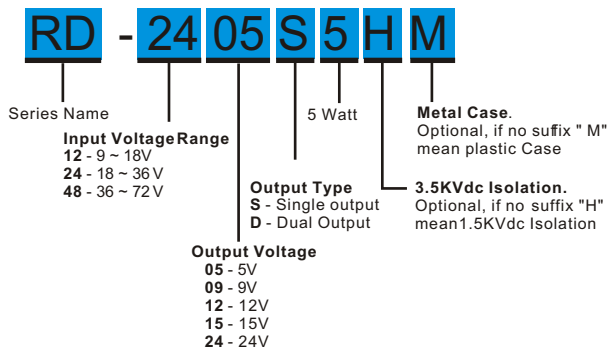 RD - 24 05 S 5 H M
Series Name
Input Voltage Range
12 - 9 ~ 18V
24 - 18 ~ 36 V
48 - 36 ~ 72 V
Output Voltage
05 - 5V
09 - 9V
12 - 12V
15 - 15V
24 - 24V
Output Type
S - Single output
D - Dual Output
5 Watt
3.5KVdc Isolation.
Optional, if no suffix "H"
mean1.5KVdc Isolation
Metal Case.
Optional, if no suffix " M"
mean plastic Case